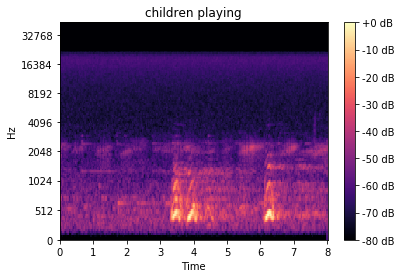 children playing
Hz
32768
16384
8192
4096
2048
1024
512
0
0 1 2 3 4 5 6 7 8
Time
+0 dB
-10 dB
-20 dB
-30 dB
-40 dB
-50 dB
-60 dB
-70 dB
-80 dB